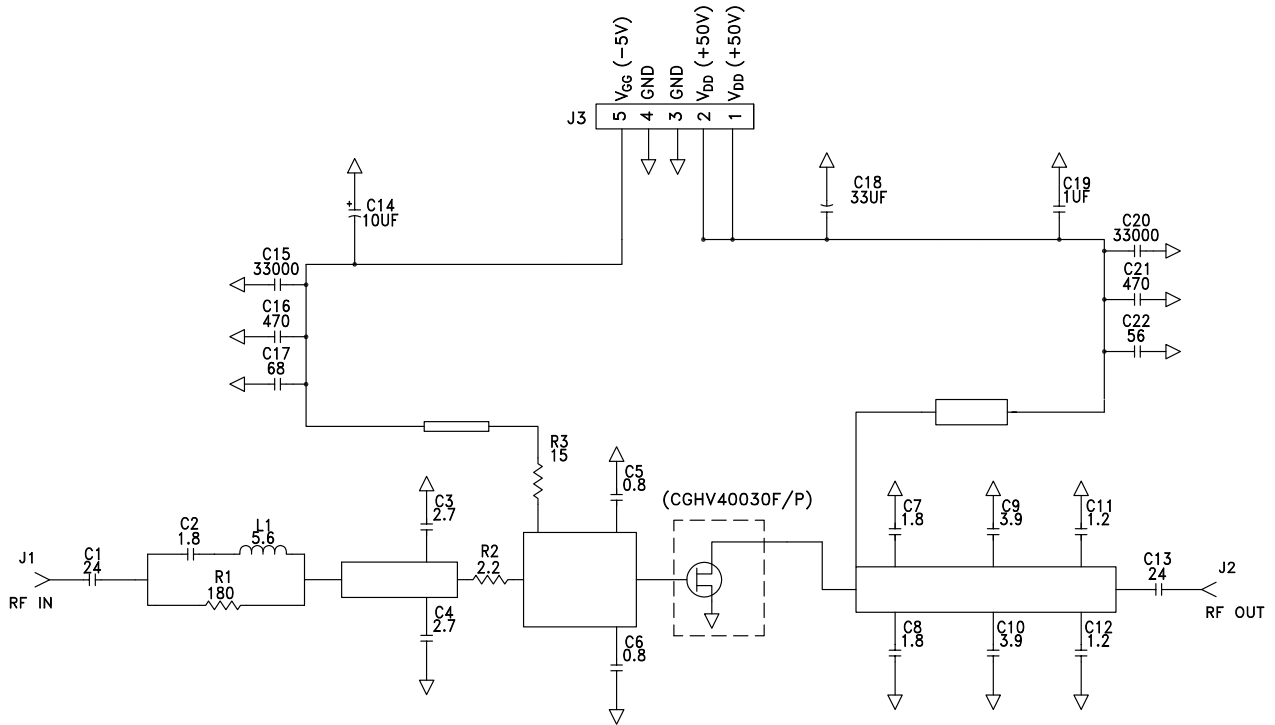 VGG (-5V)
GND
GND
VDD (+50V)
VDD (+50V)
J3
5
4
3
2
1
C14
10UF
+
C18
33UF
C19
1UF
C15
33000
C16
470
C17
68
C20
33000
C21
470
C22
56
R3
15
C5
0.8
(CGHV40030F/P)
C3
2.7
C7
1.8
C9
3.9
C11
1.2
J1
RF IN
C1
24
C2
1.8
L1
5.6
R1
180
R2
2.2
C13
24
J2
RF OUT
C4
2.7
C6
0.8
C8
1.8
C10
3.9
C12
1.2